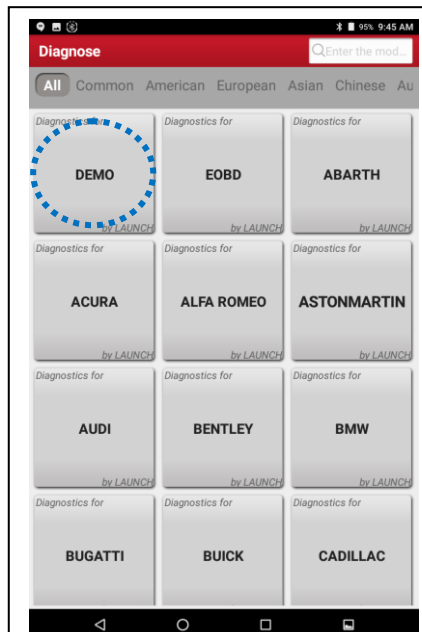 95% 9:45 AM
Diagnose
Enter the mod...
All Common American European Asian Chinese Au
Diagnostics for Diagnostics for Diagnostics for
DEMO EOBD ABARTH
by LAUNCH by LAUNCH by LAUNCH
Diagnostics for Diagnostics for Diagnostics for
ACURA ALFA ROMEO ASTONMARTIN
by LAUNCH by LAUNCH by LAUNCH
Diagnostics for Diagnostics for Diagnostics for
AUDI BENTLEY BMW
by LAUNCH by LAUNCH by LAUNCH
Diagnostics for Diagnostics for Diagnostics for
BUGATTI BUICK CADILLAC